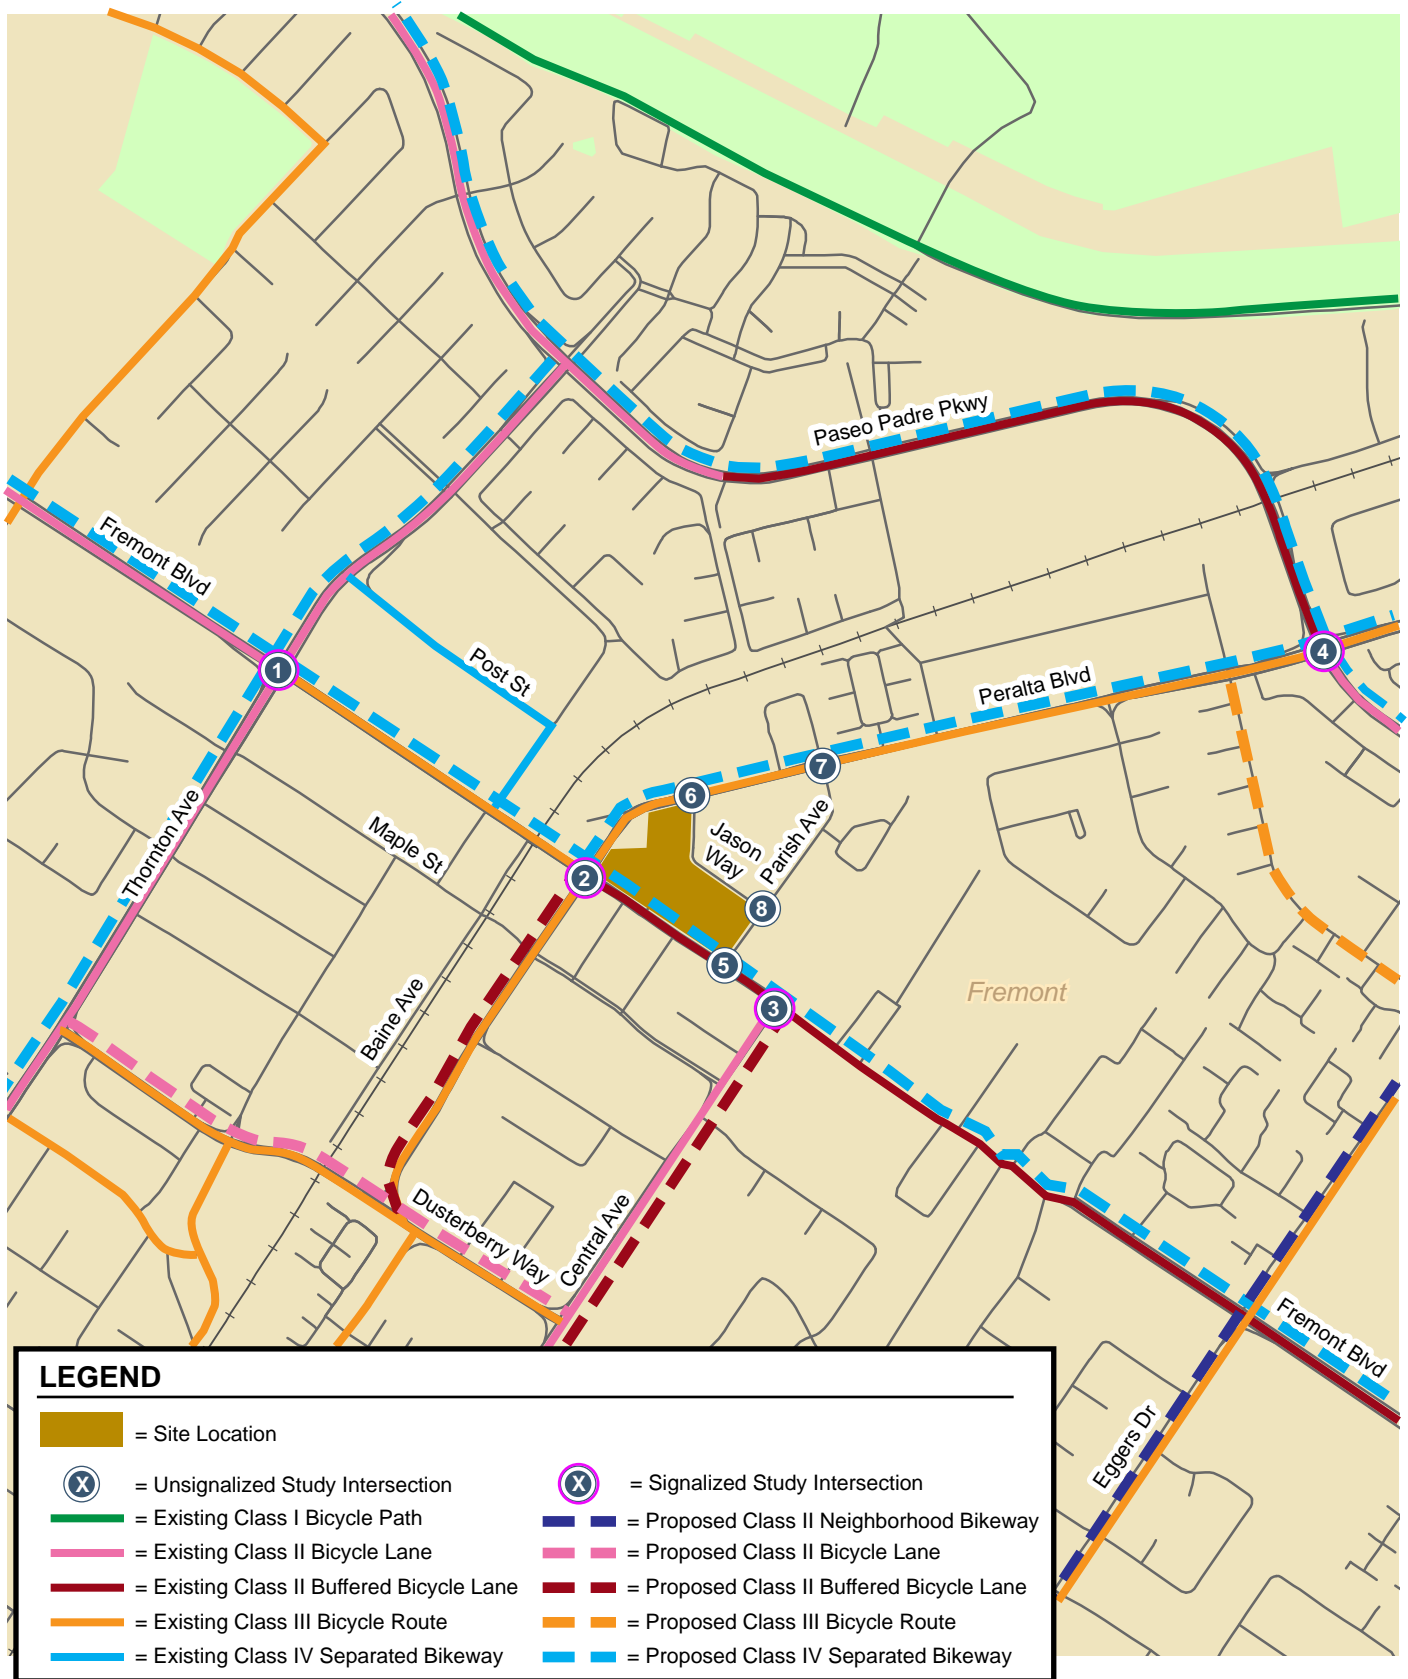 Paseo Padre Pkwy
Fremont Blvd
1
Post St
4
Peralta Blvd
7
6
Thornton Ave
Maple St
Jason
Way
Parish Ave
2
8
5
3
Fremont
Baine Ave
Dusterberry Way
Central Ave
Fremont Blvd
Eggers Dr
LEGEND
= Site Location
X = Unsignalized Study Intersection
X = Signalized Study Intersection
= Existing Class I Bicycle Path
= Proposed Class II Neighborhood Bikeway
= Existing Class II Bicycle Lane
= Proposed Class II Bicycle Lane
= Existing Class II Buffered Bicycle Lane
= Proposed Class II Buffered Bicycle Lane
= Existing Class III Bicycle Route
= Proposed Class III Bicycle Route
= Existing Class IV Separated Bikeway
= Proposed Class IV Separated Bikeway